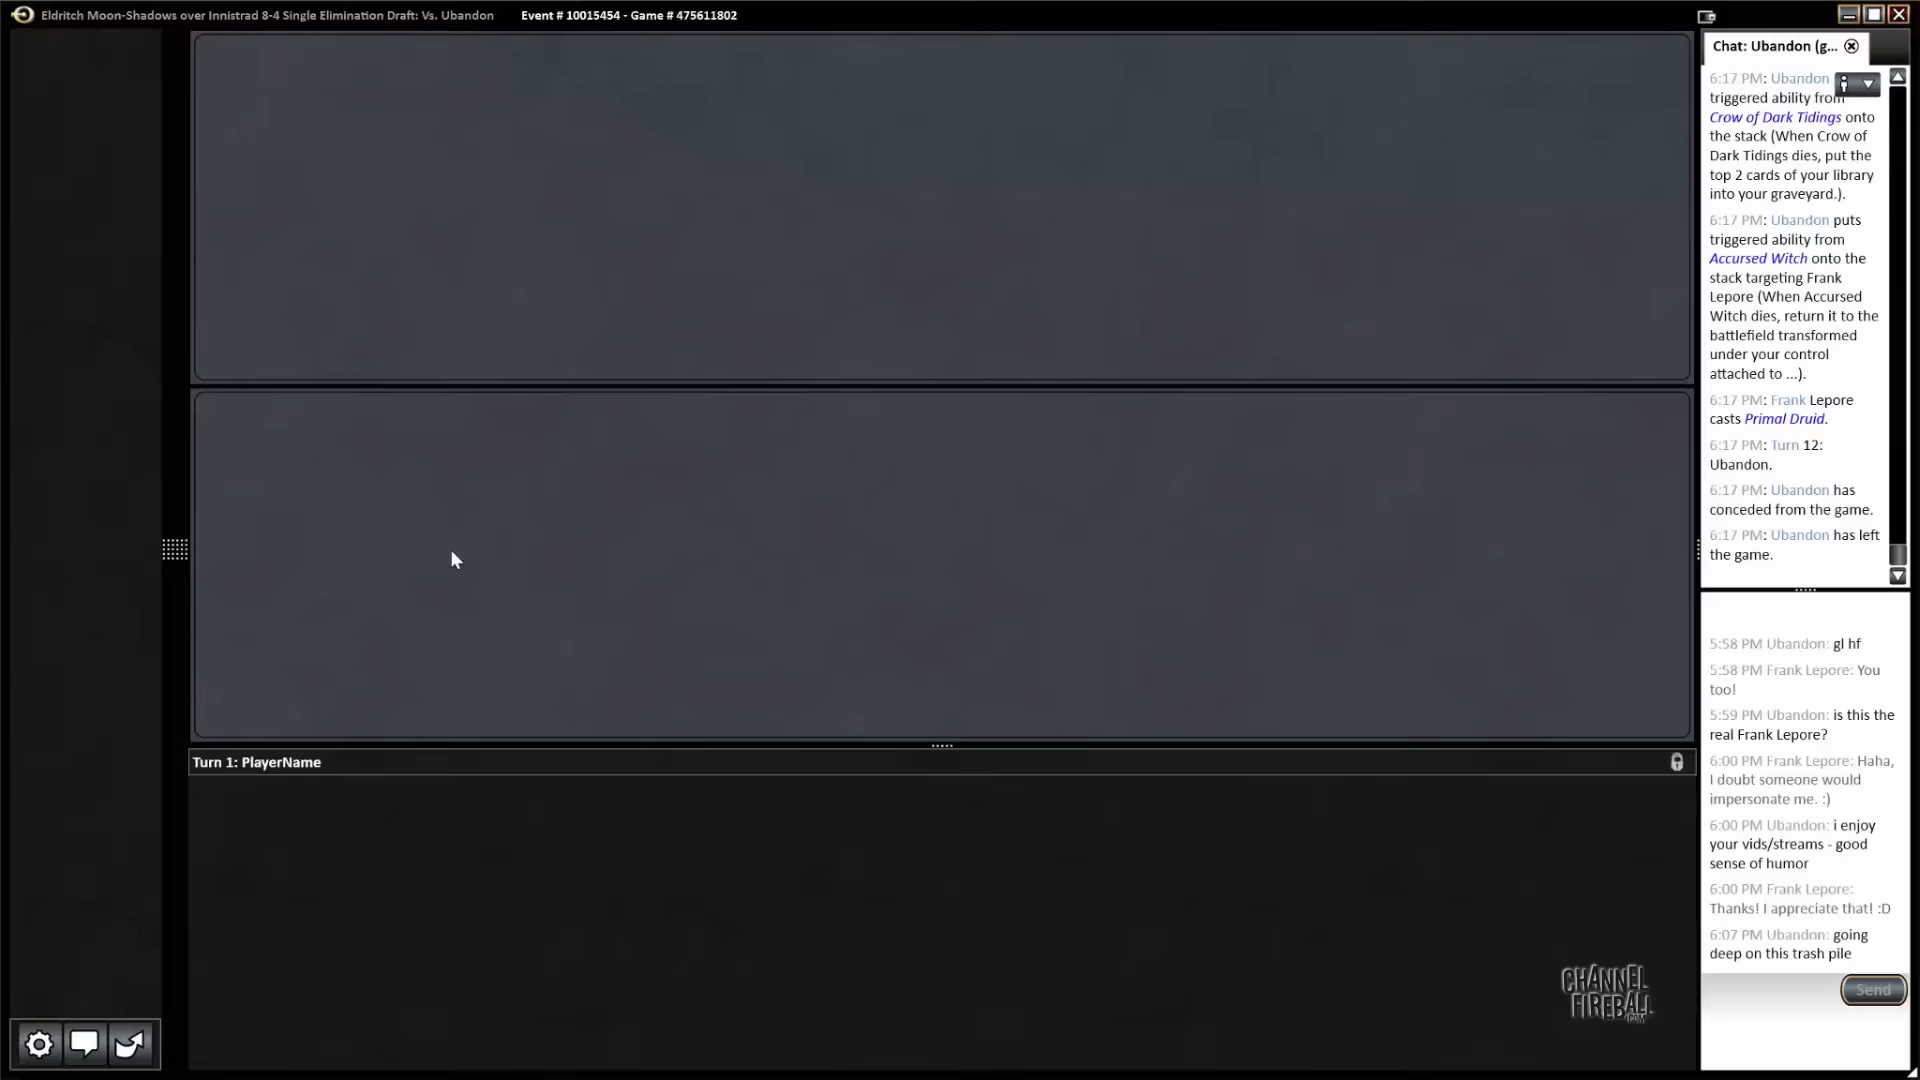 Eldritch Moon-Shadows over Innistrad 8-4 Single Elimination Draft: Vs. Ubandon Event # 10015454 - Game # 475611802
Chat: Ubandon (g...
6:17 PM: Ubandon
triggered ability from
Crow of Dark Tidings onto
the stack (When Crow of
Dark Tidings dies, put the
top 2 cards of your library
into your graveyard.).
6:17 PM: Ubandon puts
triggered ability from
Accursed Witch onto the
stack targeting Frank
Lepore (When Accursed
Witch dies, return it to the
battlefield transformed
under your control
attached to ...).
6:17 PM: Frank Lepore
casts Primal Druid.
6:17 PM: Turn 12:
Ubandon.
6:17 PM: Ubandon has
conceded from the game.
6:17 PM: Ubandon has left
the game.
5:58 PM Ubandon: gl hf
5:58 PM Frank Lepore: You
too!
5:59 PM Ubandon: is this the
real Frank Lepore?
6:00 PM Frank Lepore: Haha,
I doubt someone would
impersonate me. :)
6:00 PM Ubandon: i enjoy
your vids/streams - good
sense of humor
6:00 PM Frank Lepore:
Thanks! I appreciate that! :D
6:07 PM Ubandon: going
deep on this trash pile
Send
Turn 1: PlayerName
CHANNEL
FIREBALL
.COM